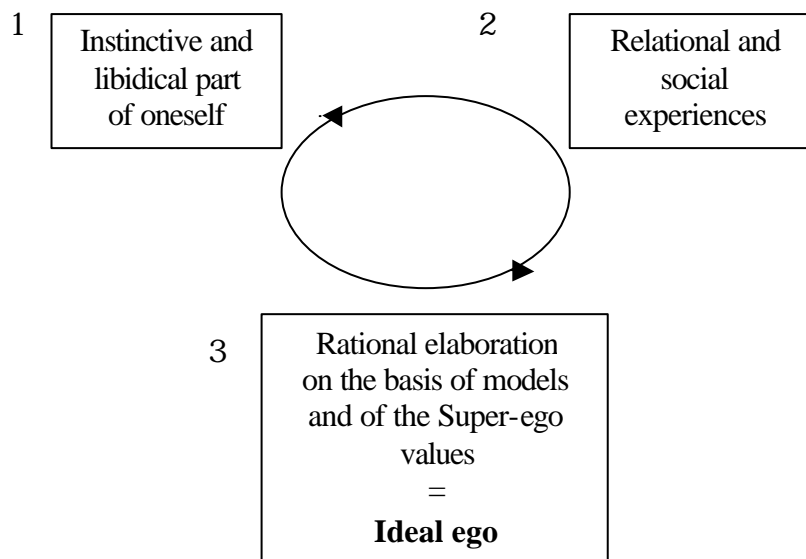 1
Instinctive and
libidical part
of oneself
2
Relational and
social
experiences
3
Rational elaboration
on the basis of models
and of the Super-ego
values
=
Ideal ego